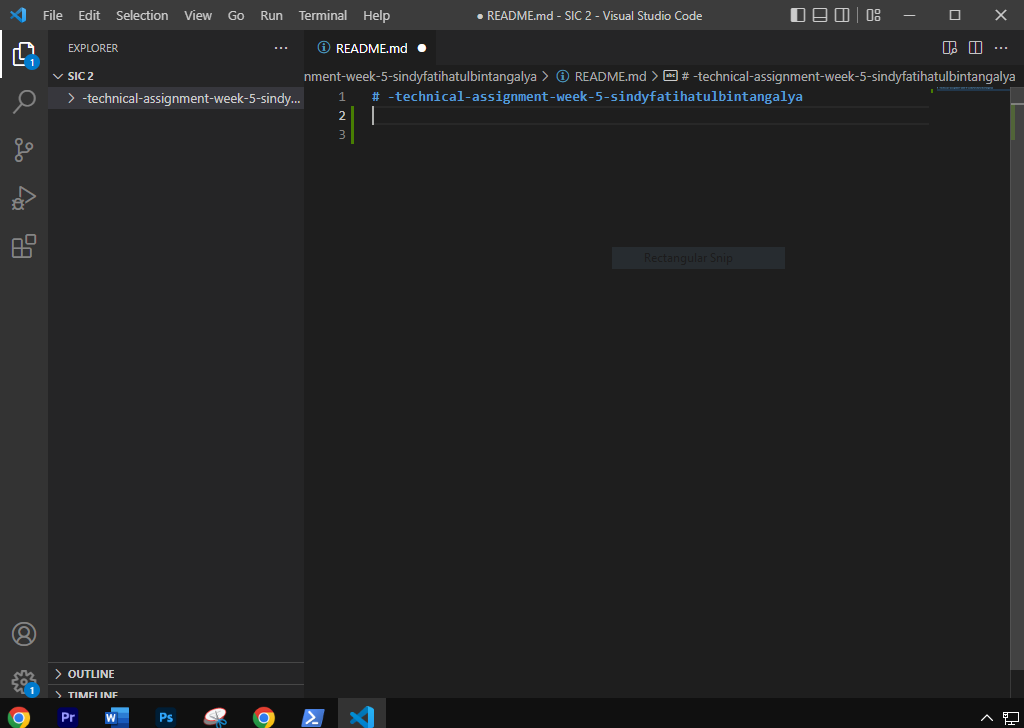 File Edit Selection View Go Run Terminal Help ● README.md - SIC 2 - Visual Studio Code
EXPLORER ··· README.md ●
SIC 2
nment-week-5-sindyfatihatulbintangalya > README.md > # -technical-assignment-week-5-sindyfatihatulbintangalya
-technical-assignment-week-5-sindy...
1 # -technical-assignment-week-5-sindyfatihatulbintangalya
2
3
Rectangular Snip
OUTLINE
TIMELINE
1
1
Pr W Ps